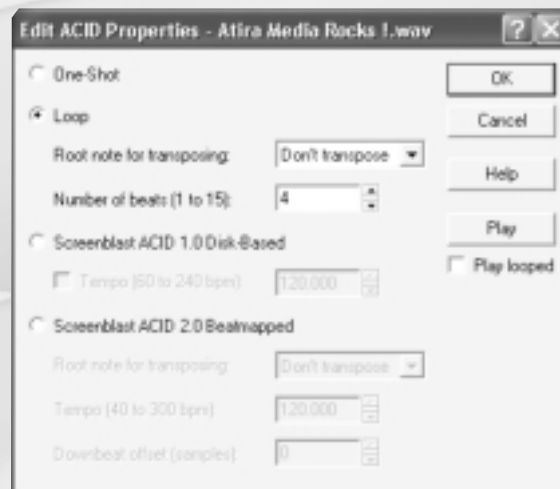 Edit ACID Properties - Atira Media Rocks !.wav
One-Shot
OK
Loop
Cancel
Root note for transposing:
Don't transpose
Help
Number of beats (1 to 15):
4
Play
Screenblast ACID 1.0 Disk-Based
Play looped
Tempo (60 to 240 bpm):
120.000
Screenblast ACID 2.0 Beatmapped
Root note for transposing:
Don't transpose
Tempo (40 to 300 bpm)
120.000
Downbeat offset (samples):
0